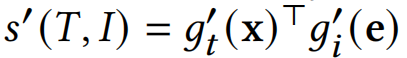 s′(T, I) = g′ₜ(𝐱)ᵀg′ᵢ(𝐞)